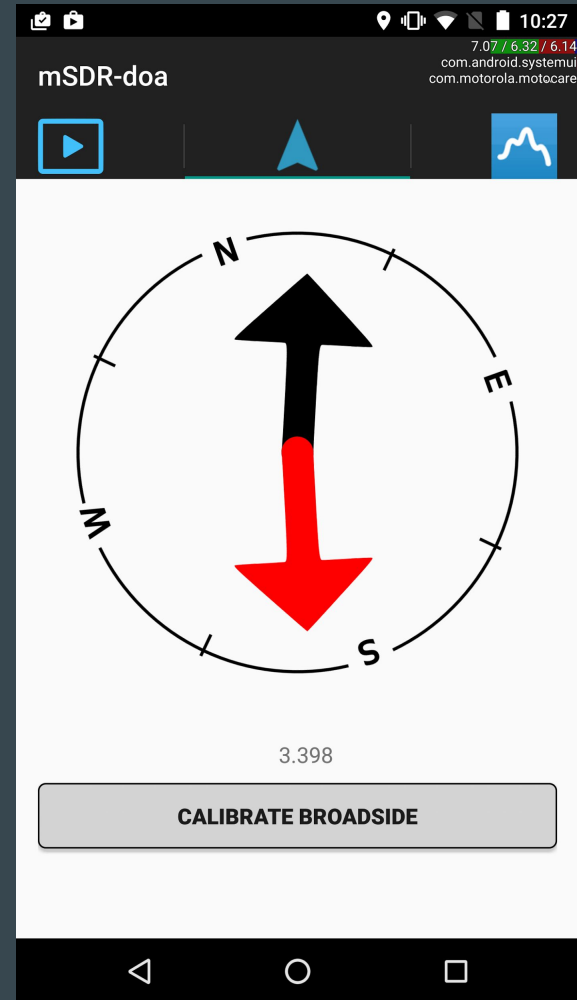 10:27
7.07 / 6.32 / 6.14
com.android.systemui
mSDR-doa
com.motorola.motocare
N
E
W
S
3.398
CALIBRATE BROADSIDE